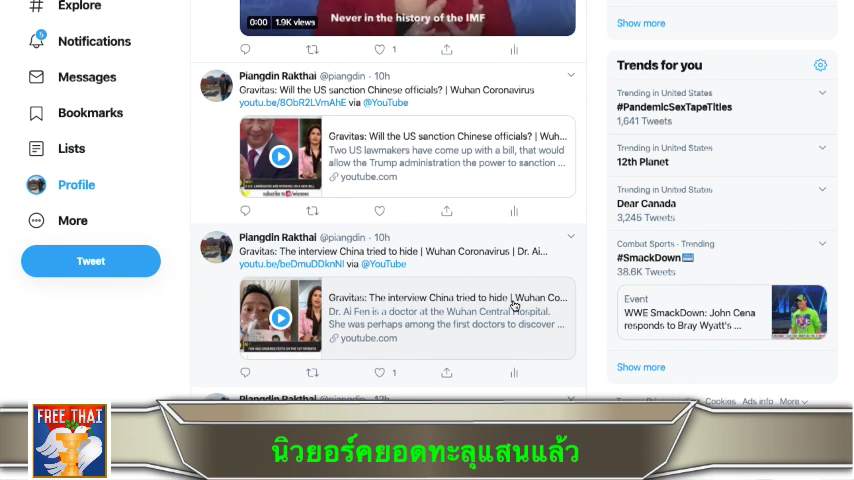 Explore
Notifications
Messages
Bookmarks
Lists
Profile
More
Tweet
0:00 1.9K views
Never in the history of the IMF
1
Piangdin Rakthai @piangdin · 10h
Gravitas: Will the US sanction Chinese officials? | Wuhan Coronavirus
youtu.be/8ObR2LVmAhE via @YouTube
Gravitas: Will the US sanction Chinese officials? | Wuh...
Two US lawmakers have come up with a bill, that would
allow the Trump administration the power to sanction ...
youtube.com
Piangdin Rakthai @piangdin · 10h
Gravitas: The interview China tried to hide | Wuhan Coronavirus | Dr. Ai...
youtu.be/beDmuDDknNI via @YouTube
Gravitas: The interview China tried to hide | Wuhan Co...
Dr. Ai Fen is a doctor at the Wuhan Central Hospital.
She was perhaps among the first doctors to discover ...
youtube.com
1
Piangdin Rakthai @piangdin · 12h
Show more
Trends for you
Trending in United States
#PandemicSexTapeTitles
1,641 Tweets
Trending in United States
12th Planet
Trending in United States
Dear Canada
3,245 Tweets
Combat Sports · Trending
#SmackDown
38.6K Tweets
Event
WWE SmackDown: John Cena
responds to Bray Wyatt's ...
Show more
Cookies Ads info More
FREE THAI
นิวยอร์คยอดทะลุแสนแล้ว